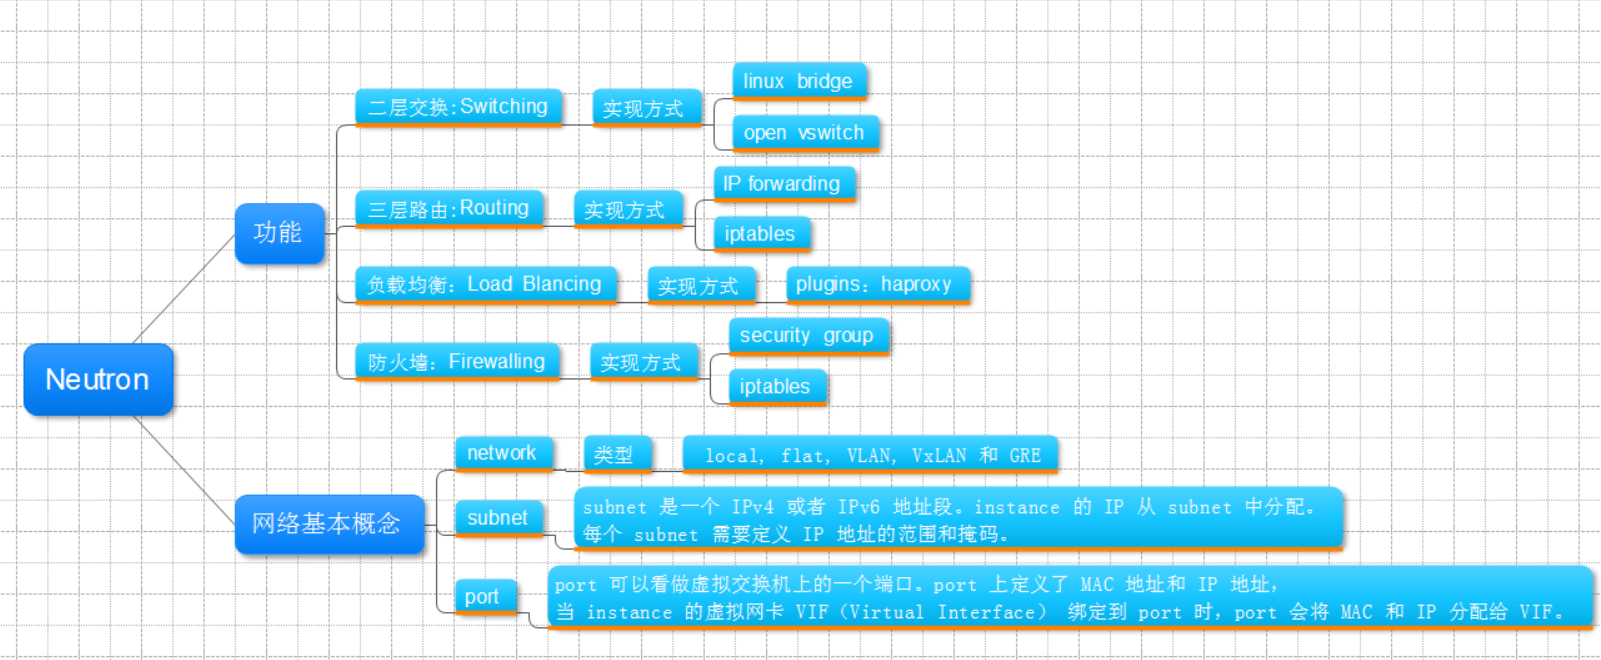 Neutron
功能
二层交换:Switching
实现方式
linux bridge
open vswitch
三层路由:Routing
实现方式
IP forwarding
iptables
负载均衡：Load Blancing
实现方式
plugins：haproxy
防火墙：Firewalling
实现方式
security group
iptables
网络基本概念
network
类型
local, flat, VLAN, VxLAN 和 GRE
subnet
subnet 是一个 IPv4 或者 IPv6 地址段。instance 的 IP 从 subnet 中分配。
每个 subnet 需要定义 IP 地址的范围和掩码。
port
port 可以看做虚拟交换机上的一个端口。port 上定义了 MAC 地址和 IP 地址，
当 instance 的虚拟网卡 VIF（Virtual Interface） 绑定到 port 时，port 会将 MAC 和 IP 分配给 VIF。